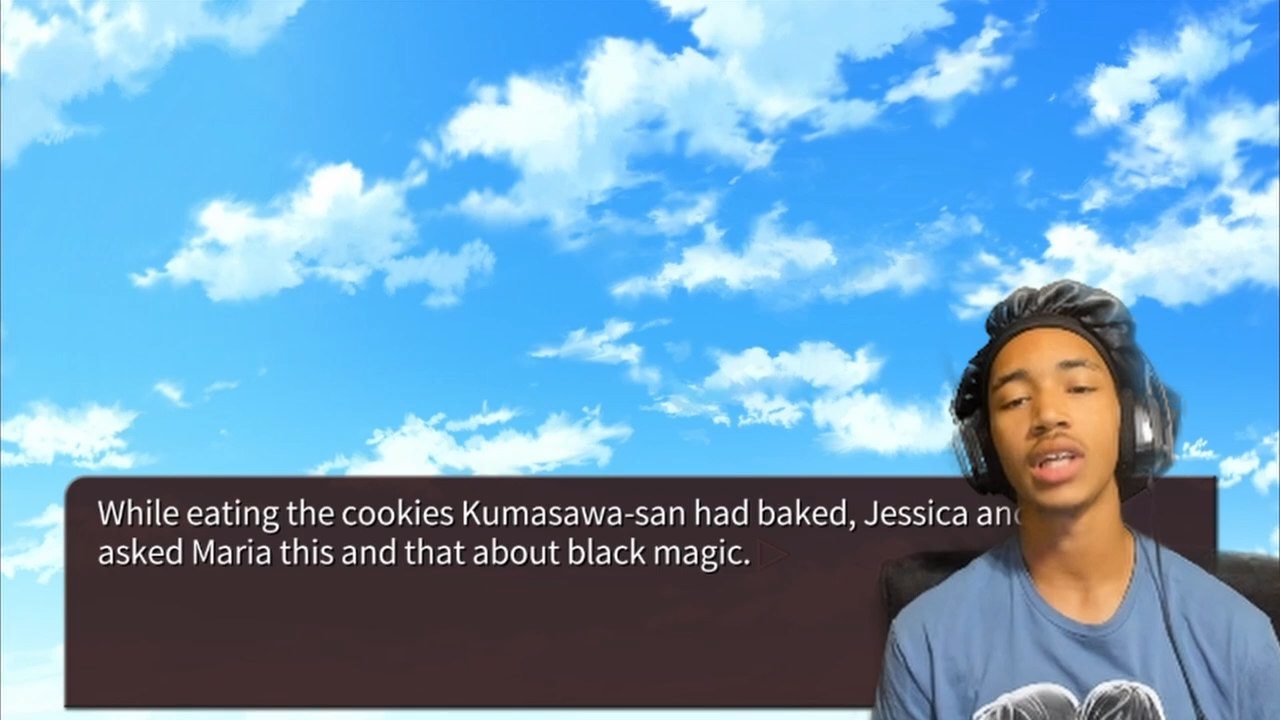 While eating the cookies Kumasawa-san had baked, Jessica and
asked Maria this and that about black magic.